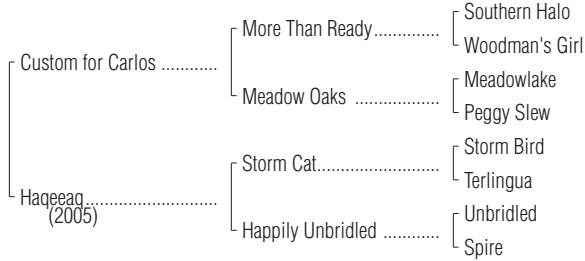 Southern Halo
More Than Ready..............
Woodman's Girl
Custom for Carlos ............
Meadowlake
Meadow Oaks ..................
Peggy Slew
Storm Bird
Storm Cat..........................
Terlingua
Haqeeaq............................
(2005)
Unbridled
Happily Unbridled ............
Spire